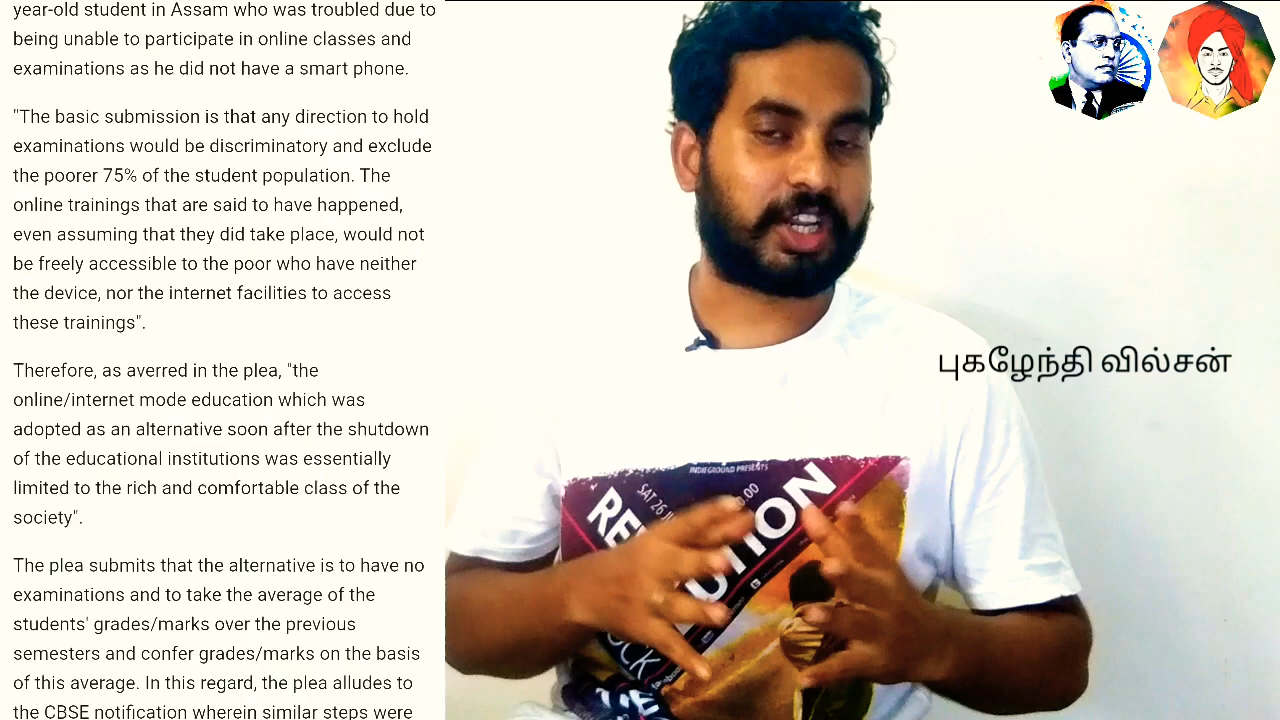 year-old student in Assam who was troubled due to
being unable to participate in online classes and
examinations as he did not have a smart phone.
"The basic submission is that any direction to hold
examinations would be discriminatory and exclude
the poorer 75% of the student population. The
online trainings that are said to have happened,
even assuming that they did take place, would not
be freely accessible to the poor who have neither
the device, nor the internet facilities to access
these trainings".
Therefore, as averred in the plea, "the
online/internet mode education which was
adopted as an alternative soon after the shutdown
of the educational institutions was essentially
limited to the rich and comfortable class of the
society".
The plea submits that the alternative is to have no
examinations and to take the average of the
students' grades/marks over the previous
semesters and confer grades/marks on the basis
of this average. In this regard, the plea alludes to
the CBSE notification wherein similar steps were
புகழேந்தி வில்சன்
INDIEGROUND PRESENTS
SAT 26